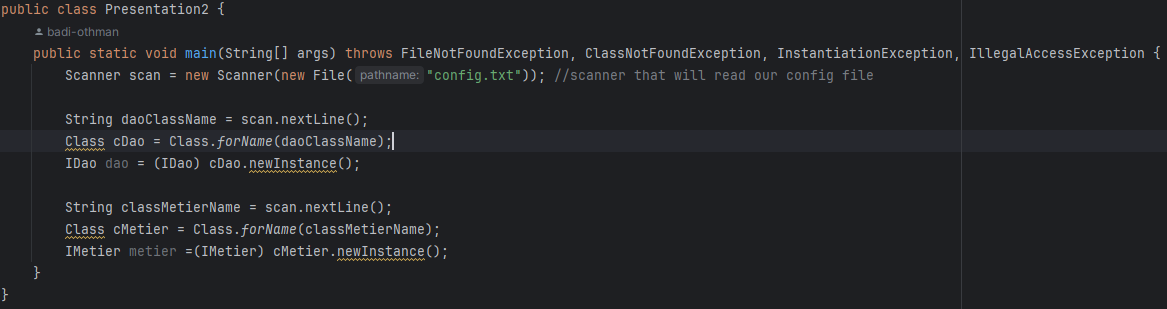 public class Presentation2 {
badi-othman
public static void main(String[] args) throws FileNotFoundException, ClassNotFoundException, InstantiationException, IllegalAccessException {
Scanner scan = new Scanner(new File( pathname: "config.txt")); //scanner that will read our config file
String daoClassName = scan.nextLine();
Class cDao = Class.forName(daoClassName);
IDao dao = (IDao) cDao.newInstance();
String classMetierName = scan.nextLine();
Class cMetier = Class.forName(classMetierName);
IMetier metier =(IMetier) cMetier.newInstance();
}
}